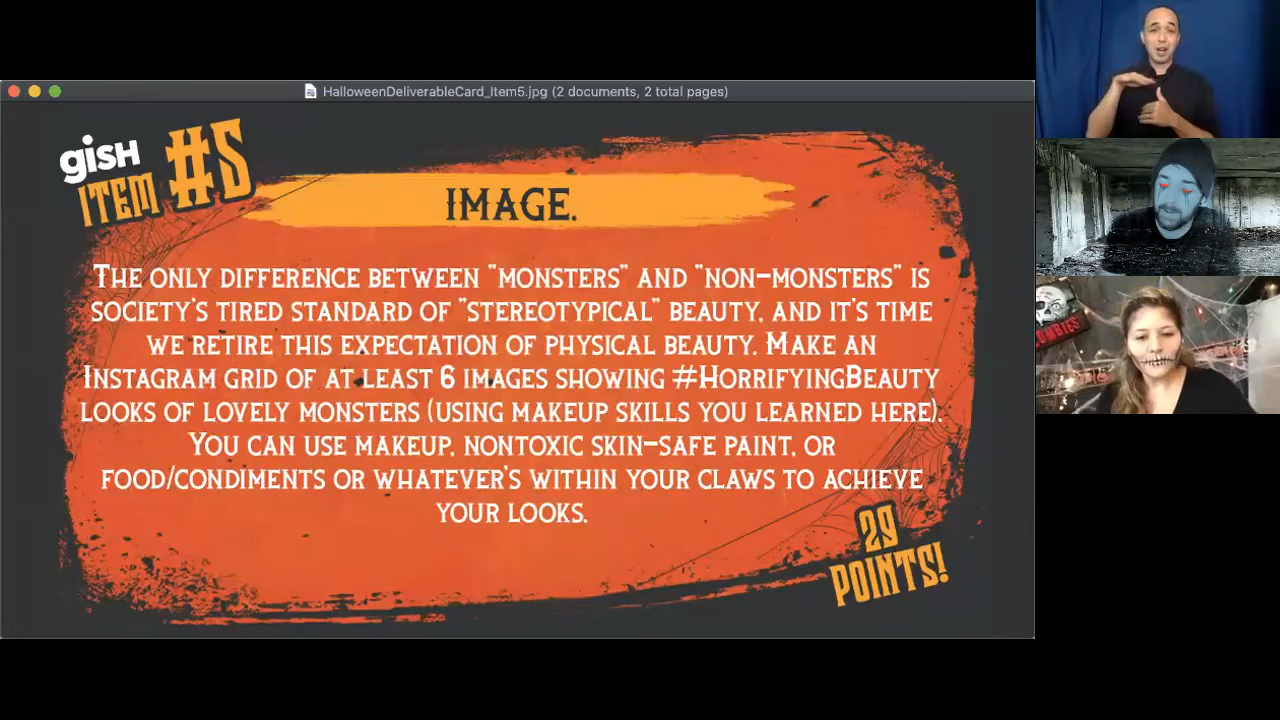 HalloweenDeliverableCard_Item5.jpg (2 documents, 2 total pages)
gisH
ITEM #5
IMAGE.
THE ONLY DIFFERENCE BETWEEN "MONSTERS" AND "NON-MONSTERS" IS
SOCIETY'S TIRED STANDARD OF "STEREOTYPICAL" BEAUTY, AND IT'S TIME
WE RETIRE THIS EXPECTATION OF PHYSICAL BEAUTY. MAKE AN
INSTAGRAM GRID OF AT LEAST 6 IMAGES SHOWING #HORRIFYINGBEAUTY
LOOKS OF LOVELY MONSTERS (USING MAKEUP SKILLS YOU LEARNED HERE).
YOU CAN USE MAKEUP, NONTOXIC SKIN-SAFE PAINT, OR
FOOD/CONDIMENTS OR WHATEVER'S WITHIN YOUR CLAWS TO ACHIEVE
YOUR LOOKS.
29
POINTS!